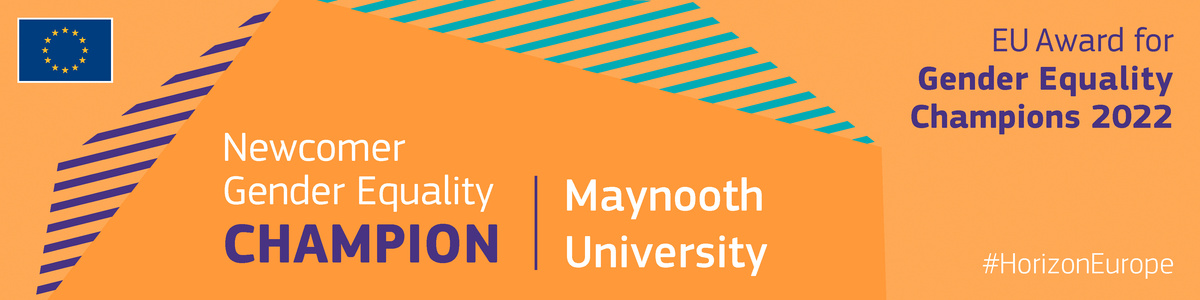 Newcomer
Gender Equality
CHAMPION
Maynooth
University
EU Award for
Gender Equality
Champions 2022
#HorizonEurope